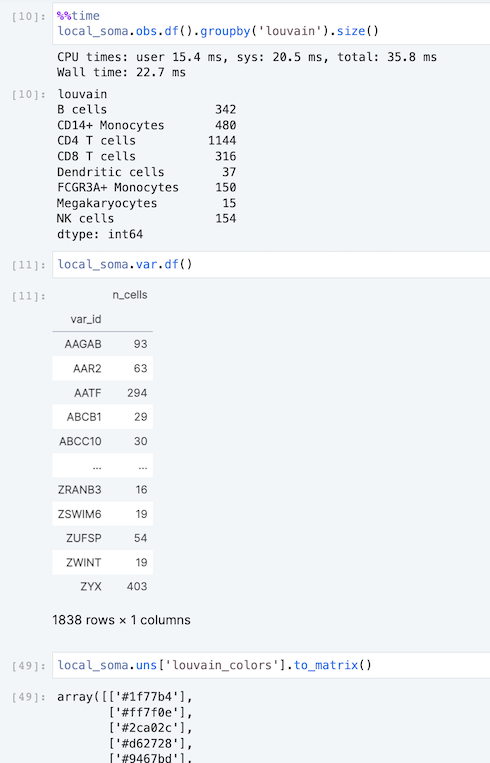 [10]: %%time
local_soma.obs.df().groupby('louvain').size()
CPU times: user 15.4 ms, sys: 20.5 ms, total: 35.8 ms
Wall time: 22.7 ms
[10]: louvain
B cells 342
CD14+ Monocytes 480
CD4 T cells 1144
CD8 T cells 316
Dendritic cells 37
FCGR3A+ Monocytes 150
Megakaryocytes 15
NK cells 154
dtype: int64
[11]: local_soma.var.df()
[11]:
n_cells
var_id
AAGAB 93
AAR2 63
AATF 294
ABCB1 29
ABCC10 30
... ...
ZRANB3 16
ZSWIM6 19
ZUFSP 54
ZWINT 19
ZYX 403
1838 rows × 1 columns
[49]: local_soma.uns['louvain_colors'].to_matrix()
[49]: array([['#1f77b4'],
['#ff7f0e'],
['#2ca02c'],
['#d62728'],
['#9467bd'],